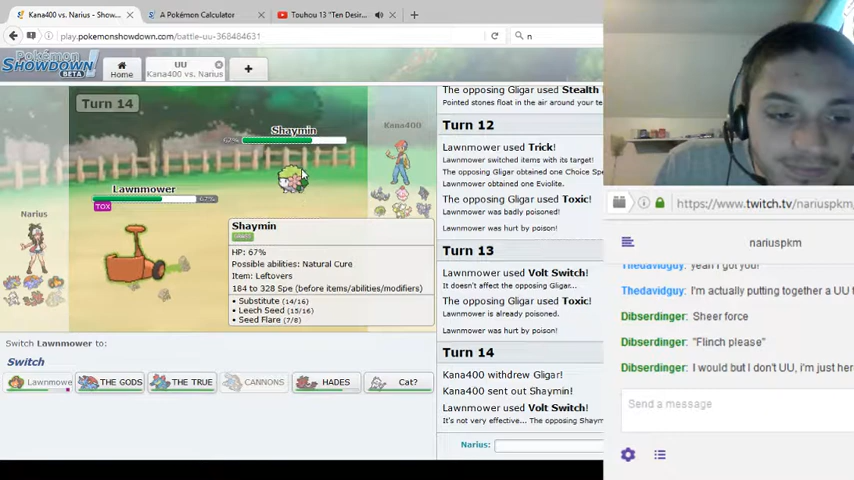 Kana400 vs. Narius - Show...
A Pokémon Calculator
Touhou 13 "Ten Desir
play.pokemonshowdown.com/battle-uu-368484631
n
Pokémon
SHOWDOWN
BETA
Home
UU
Kana400 vs. Narius
Turn 14
Shaymin
67%
Kana400
Lawnmower
67%
TOX
Narius
Shaymin
HP: 67%
Possible abilities: Natural Cure
Item: Leftovers
184 to 328 Spe (before items/abilities/modifiers)
• Substitute (14/16)
• Leech Seed (15/16)
• Seed Flare (7/8)
Switch Lawnmower to:
Switch
Lawnmowe
THE GODS
THE TRUE
CANNONS
HADES
Cat?
The opposing Gligar used Stealth
Pointed stones float in the air around your te
Turn 12
Lawnmower used Trick!
Lawnmower switched items with its target!
The opposing Gligar obtained one Choice Sp
Lawnmower obtained one Eviolite.
The opposing Gligar used Toxic!
Lawnmower was badly poisoned!
Lawnmower was hurt by poison!
Turn 13
Lawnmower used Volt Switch!
It doesn't affect the opposing Gligar...
The opposing Gligar used Toxic!
Lawnmower is already poisoned.
Lawnmower was hurt by poison!
Turn 14
Kana400 withdrew Gligar!
Kana400 sent out Shaymin!
Lawnmower used Volt Switch!
It's not very effective... The opposing Shaym
Narius:
https://www.twitch.tv/nariuspkm
nariuspkm
Thedavidguy: yeah I got you!
Thedavidguy: I'm actually putting together a UU t
Dibserdinger: Sheer force
Dibserdinger: "Flinch please"
Dibserdinger: I would but I don't UU, i'm just here
Send a message